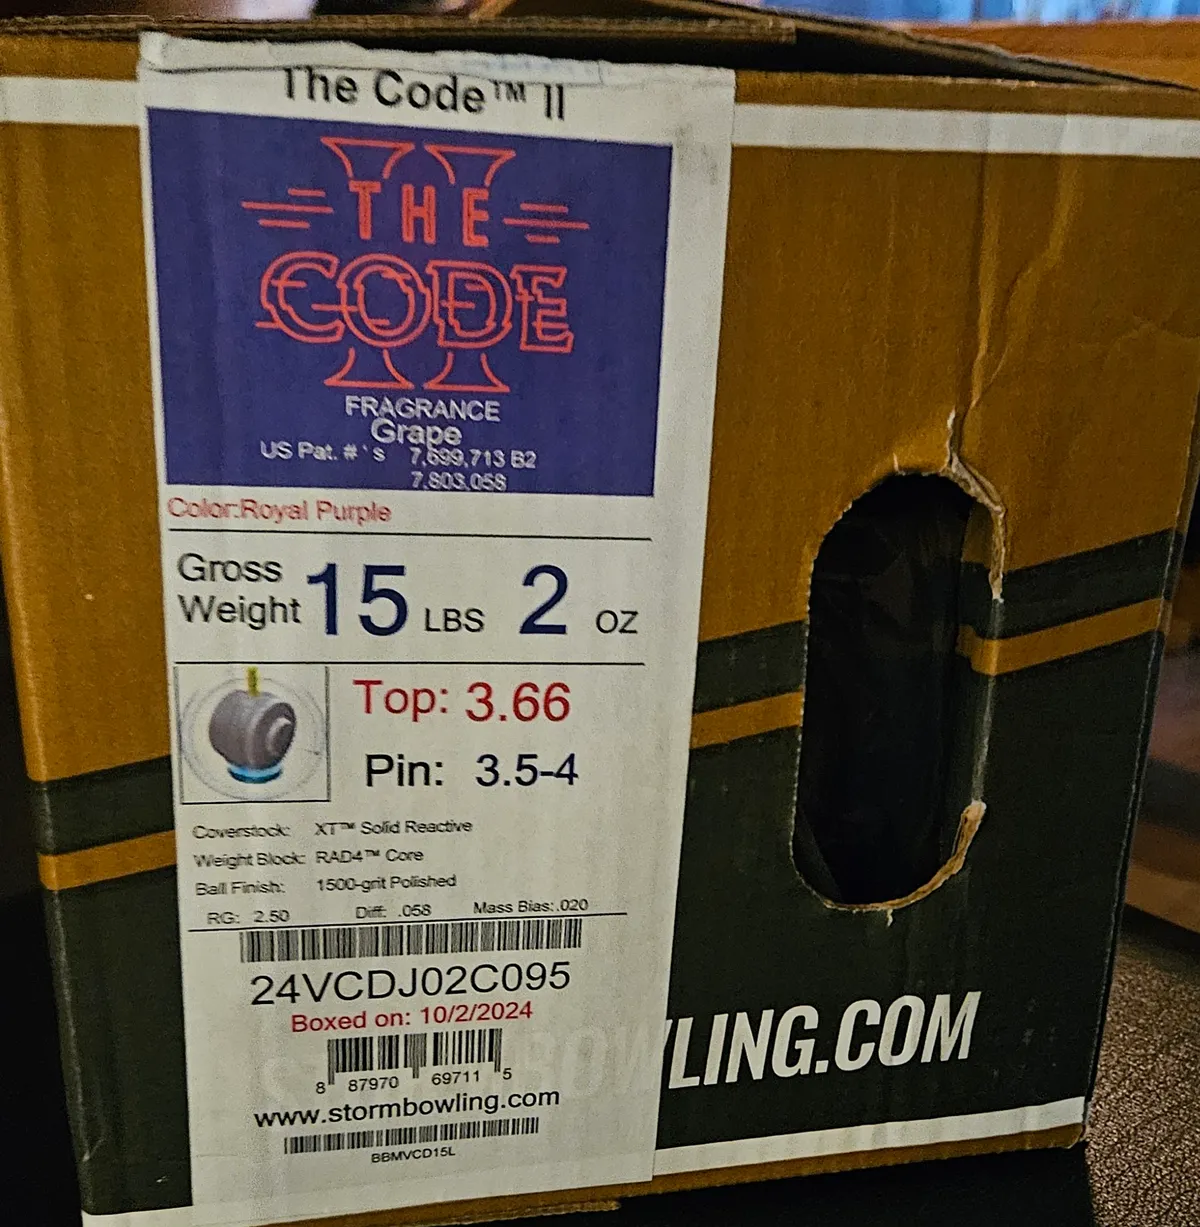 The Code™ II
II
THE
CODE
FRAGRANCE
Grape
US Pat. #'s 7,699,713 B2
7,803,058
Color:Royal Purple
Gross
Weight 15 LBS 2 OZ
Top: 3.66
Pin: 3.5-4
Coverstock: XT™ Solid Reactive
Weight Block: RAD4™ Core
Ball Finish: 1500-grit Polished
RG: 2.50 Diff: .058 Mass Bias:.020
24VCDJ02C095
Boxed on: 10/2/2024
8 87970 69711 5
www.stormbowling.com
BBMVCD15L
BOWLING.COM